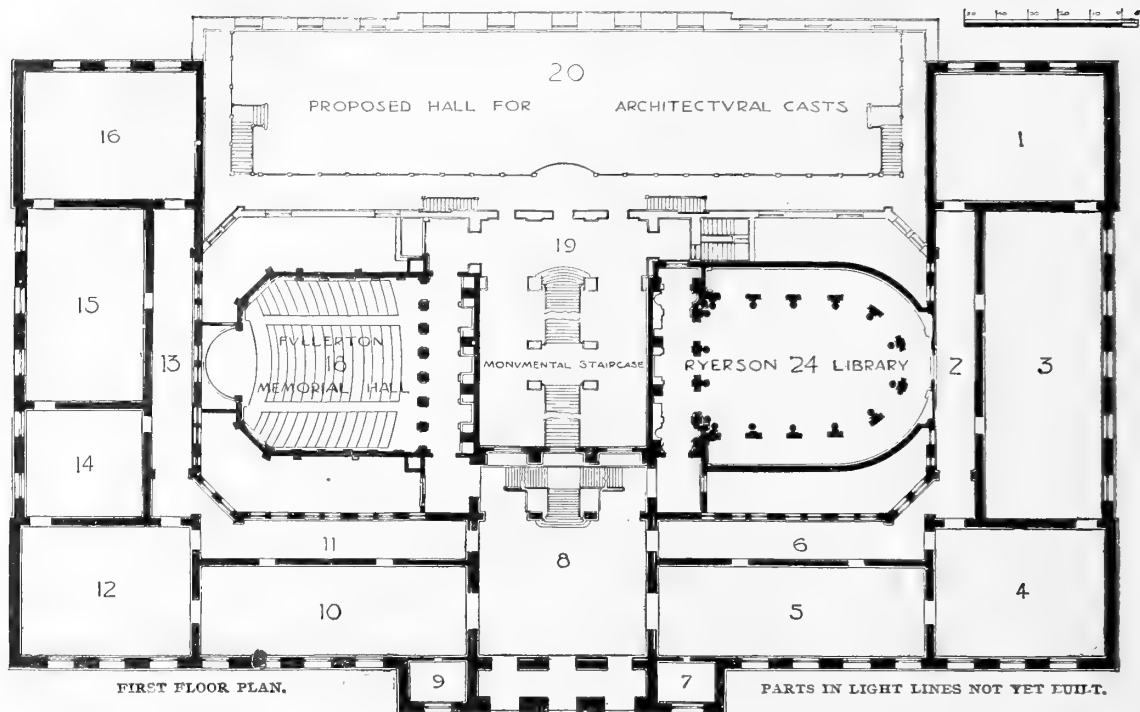 20
PROPOSED HALL FOR ARCHITECTVRAL CASTS
16
1
19
15
13
FVLLERTON
18
MEMORIAL HALL
MONVMENTAL STAIRCASE
RYERSON 24 LIBRARY
2
3
14
11
8
6
12
10
5
4
9
7
FIRST FLOOR PLAN.
PARTS IN LIGHT LINES NOT YET BUILT.